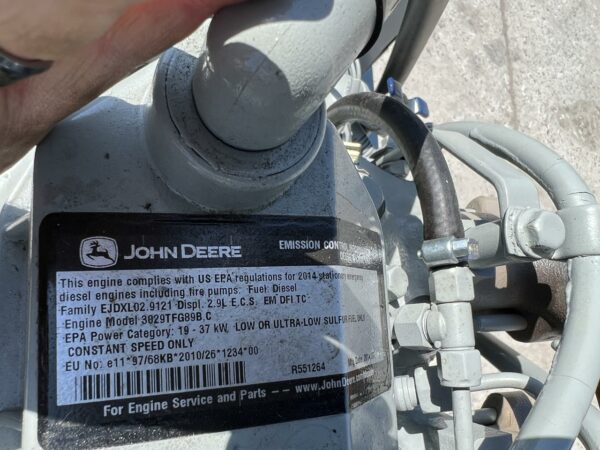 JOHN DEERE
EMISSION CONTROL
This engine complies with US EPA regulations for 2014 stationary emergency
diesel engines including fire pumps. Fuel: Diesel
Family EJDXL02.9121 Displ. 2.9L E.C.S. EM DFI TC
Engine Model 3029TFG89B,C
EPA Power Category: 19 - 37 kW, LOW OR ULTRA-LOW SULFUR FUEL ONLY
CONSTANT SPEED ONLY
EU No: e11*97/68KB*2010/26*1234*00
R551264
For Engine Service and Parts -- www.JohnDeere.com